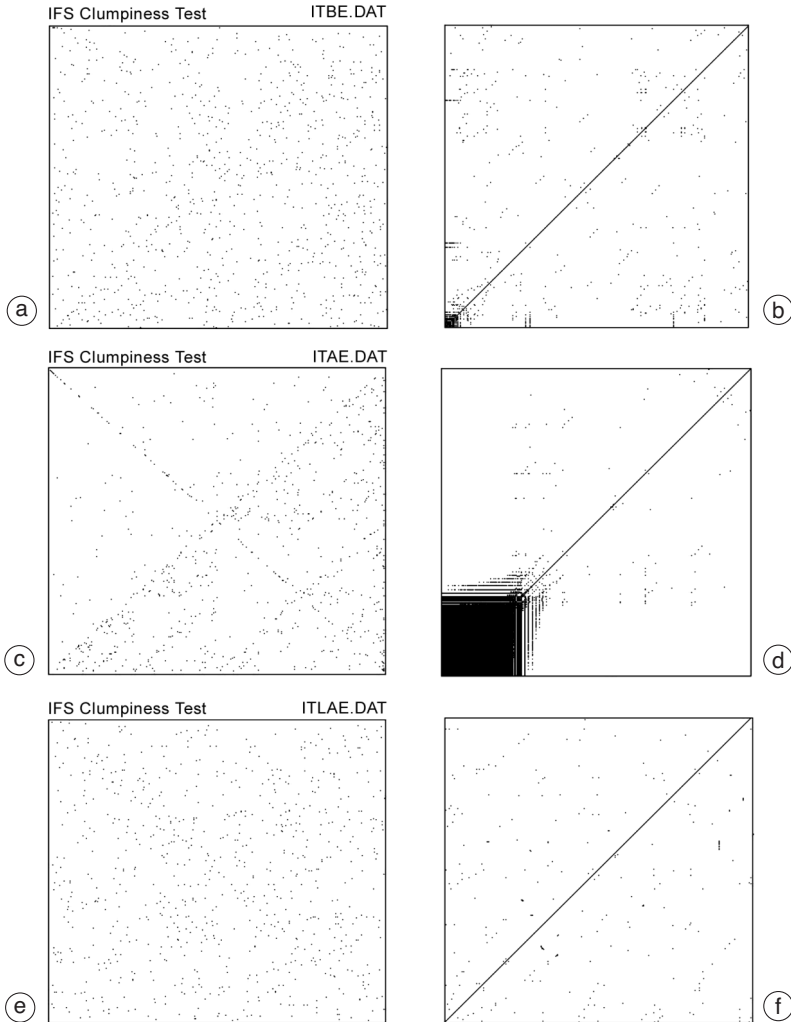 IFS Clumpiness Test ITBE.DAT
a
b
IFS Clumpiness Test ITAE.DAT
c
d
IFS Clumpiness Test ITLAE.DAT
e
f